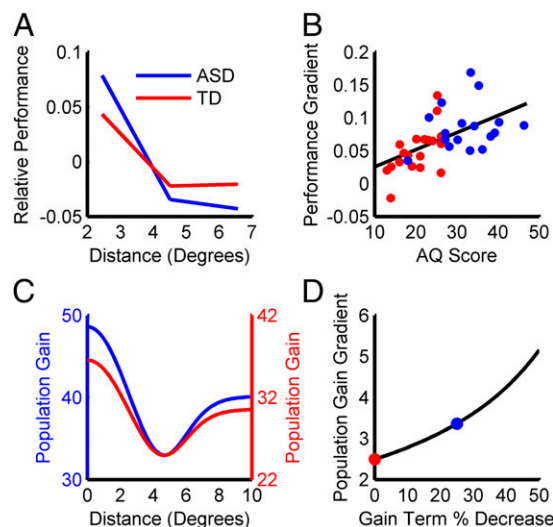 A
B
Relative Performance
0.1
0.05
0
-0.05
ASD
TD
2 3 4 5 6 7
Distance (Degrees)
Performance Gradient
0.2
0.15
0.1
0.05
0
-0.05
10 20 30 40 50
AQ Score
C
D
Population Gain
50
40
30
42
32
22
Population Gain
0 2 4 6 8 10
Distance (Degrees)
Population Gain Gradient
6
5
4
3
2
0 10 20 30 40 50
Gain Term % Decrease